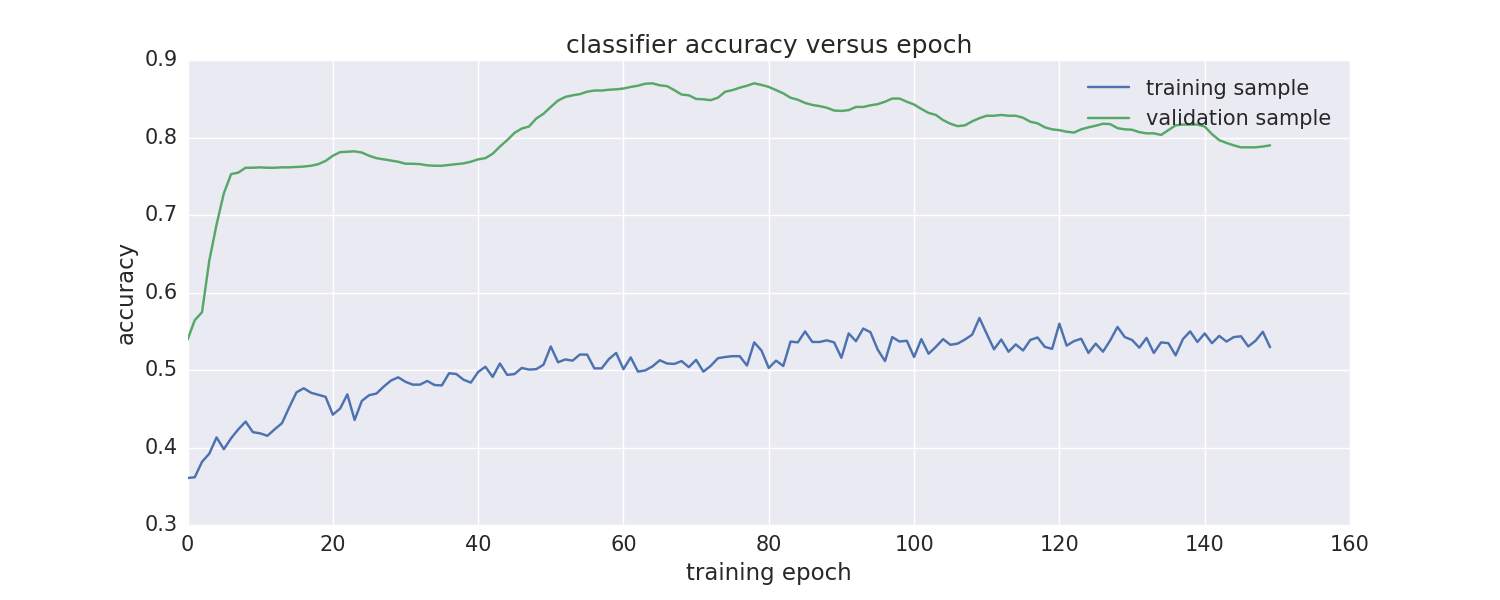 classifier accuracy versus epoch
0.9
0.8
0.7
0.6
0.5
0.4
0.3
accuracy
training sample
validation sample
0 20 40 60 80 100 120 140 160
training epoch